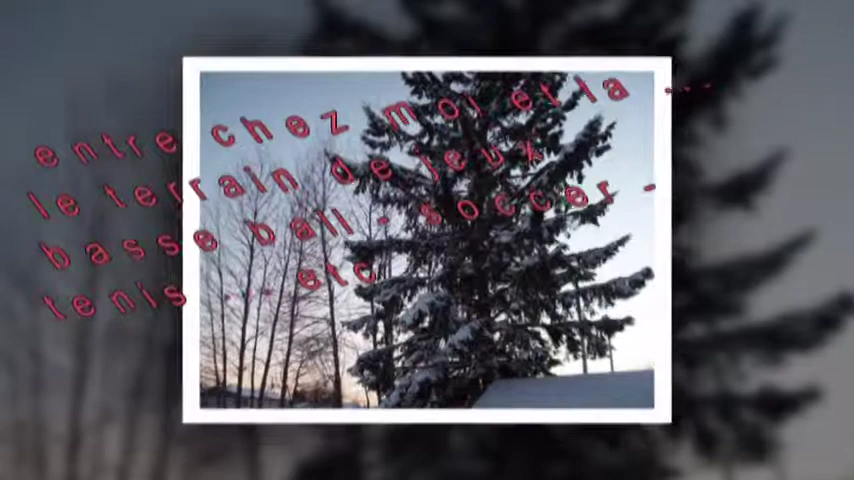 entre chez moi et la ...
le terrain de jeux
basse ball - soccer -
tenis ... etc